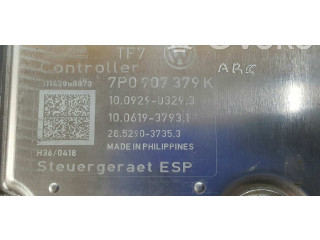 TF7
Controller
ABC
7P0 907 379 K
10.0929-0329.3
10.0619-3793.1
28.5290-3735.3
MADE IN PHILIPPINES
H36/0418
Steuergeraet ESP